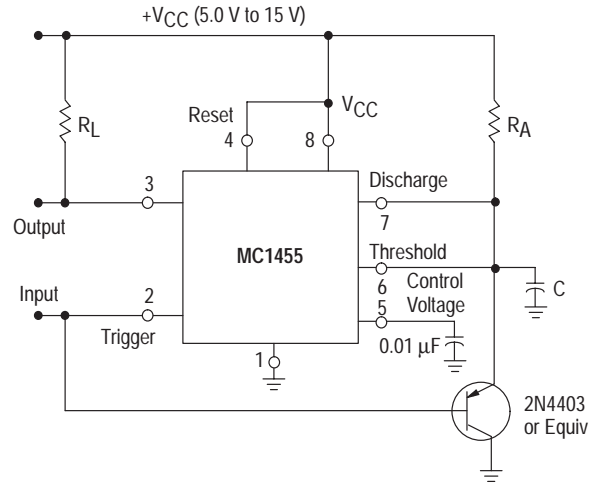 +VCC (5.0 V to 15 V)
RL
Reset
4
8
VCC
RA
3
Discharge
7
Output
MC1455
Threshold
6
Control
Voltage
5
C
Input
2
Trigger
0.01 µF
1
2N4403
or Equiv